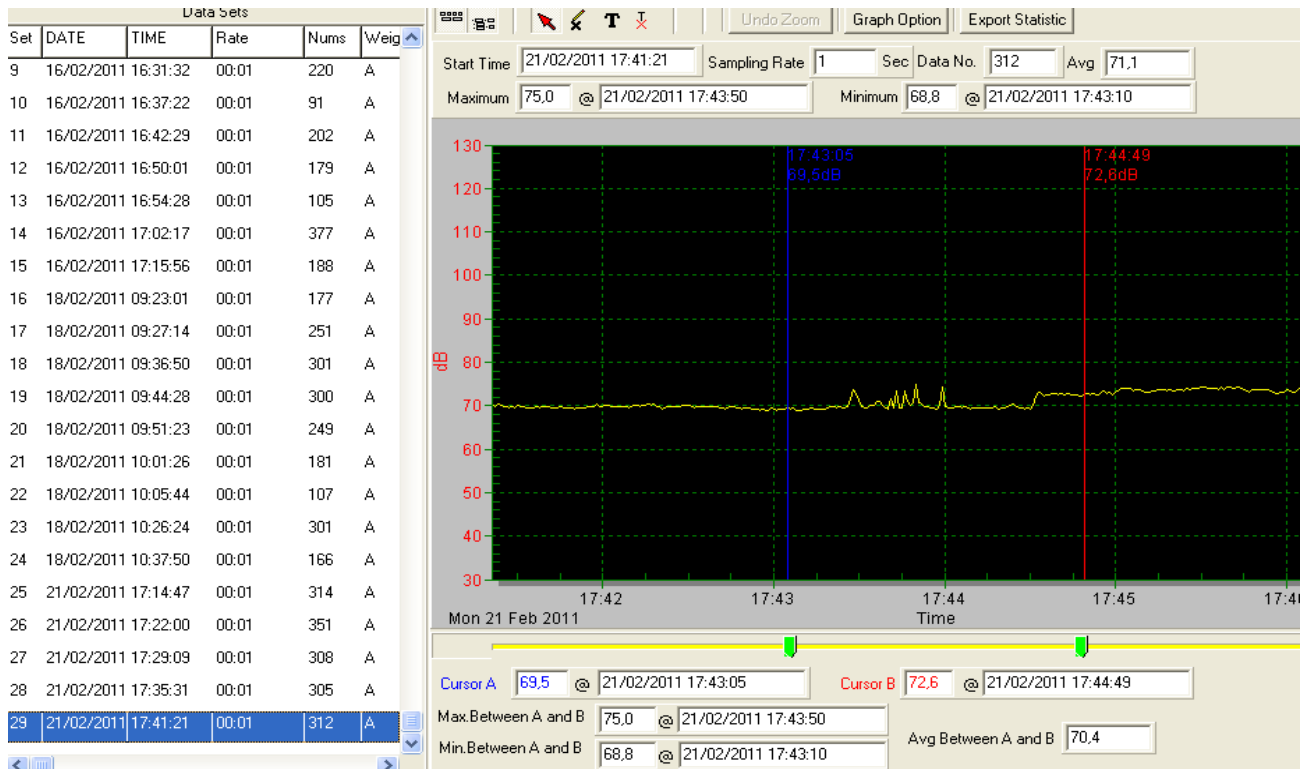 Data Sets
Set DATE TIME Rate Nums Weig
9 16/02/2011 16:31:32 00:01 220 A
10 16/02/2011 16:37:22 00:01 91 A
11 16/02/2011 16:42:29 00:01 202 A
12 16/02/2011 16:50:01 00:01 179 A
13 16/02/2011 16:54:28 00:01 105 A
14 16/02/2011 17:02:17 00:01 377 A
15 16/02/2011 17:15:56 00:01 188 A
16 18/02/2011 09:23:01 00:01 177 A
17 18/02/2011 09:27:14 00:01 251 A
18 18/02/2011 09:36:50 00:01 301 A
19 18/02/2011 09:44:28 00:01 300 A
20 18/02/2011 09:51:23 00:01 249 A
21 18/02/2011 10:01:26 00:01 181 A
22 18/02/2011 10:05:44 00:01 107 A
23 18/02/2011 10:26:24 00:01 301 A
24 18/02/2011 10:37:50 00:01 166 A
25 21/02/2011 17:14:47 00:01 314 A
26 21/02/2011 17:22:00 00:01 351 A
27 21/02/2011 17:29:09 00:01 308 A
28 21/02/2011 17:35:31 00:01 305 A
29 21/02/2011 17:41:21 00:01 312 A
T T Undo Zoom Graph Option Export Statistic
Start Time 21/02/2011 17:41:21 Sampling Rate 1 Sec Data No. 312 Avg 71,1
Maximum 75,0 @ 21/02/2011 17:43:50 Minimum 68,8 @ 21/02/2011 17:43:10
17:43:05 17:44:49
69,5dB 72,6dB
130
120
110
100
90
80
70
60
50
40
30
dB
17:42 17:43 17:44 17:45 17:4
Mon 21 Feb 2011 Time
Cursor A 69,5 @ 21/02/2011 17:43:05 Cursor B 72,6 @ 21/02/2011 17:44:49
Max.Between A and B 75,0 @ 21/02/2011 17:43:50
Min.Between A and B 68,8 @ 21/02/2011 17:43:10
Avg Between A and B 70,4